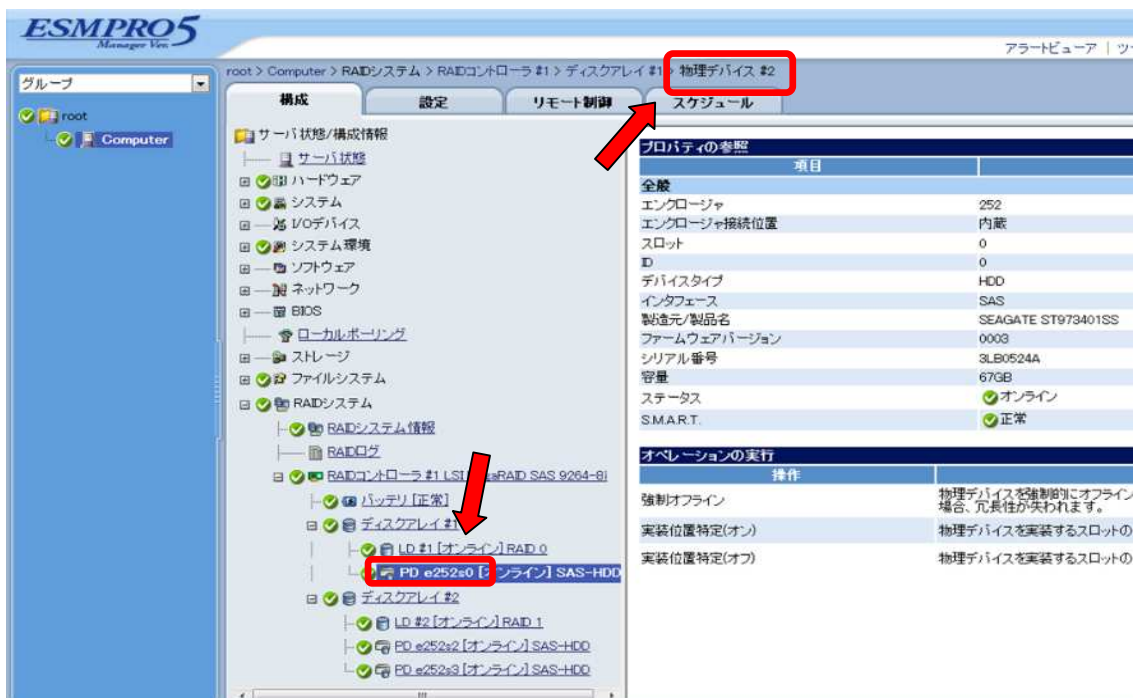 ESMPRO5
Manager Ver.
アラートビューア | ツ
グループ
root
Computer
root > Computer > RAIDシステム > RAIDコントローラ #1 > ディスクアレイ #1 > 物理デバイス #2
構成 設定 リモート制御 スケジュール
サーバ状態/構成情報
サーバ状態
ハードウェア
システム
I/Oデバイス
システム環境
ソフトウェア
ネットワーク
BIOS
ローカルポーリング
ストレージ
ファイルシステム
RAIDシステム
RAIDシステム情報
RAIDログ
RAIDコントローラ #1 LSI RAID SAS 9264-8i
バッテリ [正常]
ディスクアレイ #1
LD #1 [オンライン] RAID 0
PD e252s0 [オンライン] SAS-HDD
ディスクアレイ #2
LD #2 [オンライン] RAID 1
PD e252s2 [オンライン] SAS-HDD
PD e252s3 [オンライン] SAS-HDD
プロパティの参照
項目
全般
エンクロージャ 252
エンクロージャ接続位置 内蔵
スロット 0
ID 0
デバイスタイプ HDD
インタフェース SAS
製造元/製品名 SEAGATE ST973401SS
ファームウェアバージョン 0003
シリアル番号 3LB0524A
容量 67GB
ステータス オンライン
S.M.A.R.T. 正常
オペレーションの実行
操作
強制オフライン 物理デバイスを強制的にオフライン
場合、冗長性が失われます。
実装位置特定(オン) 物理デバイスを実装するスロットの
実装位置特定(オフ) 物理デバイスを実装するスロットの